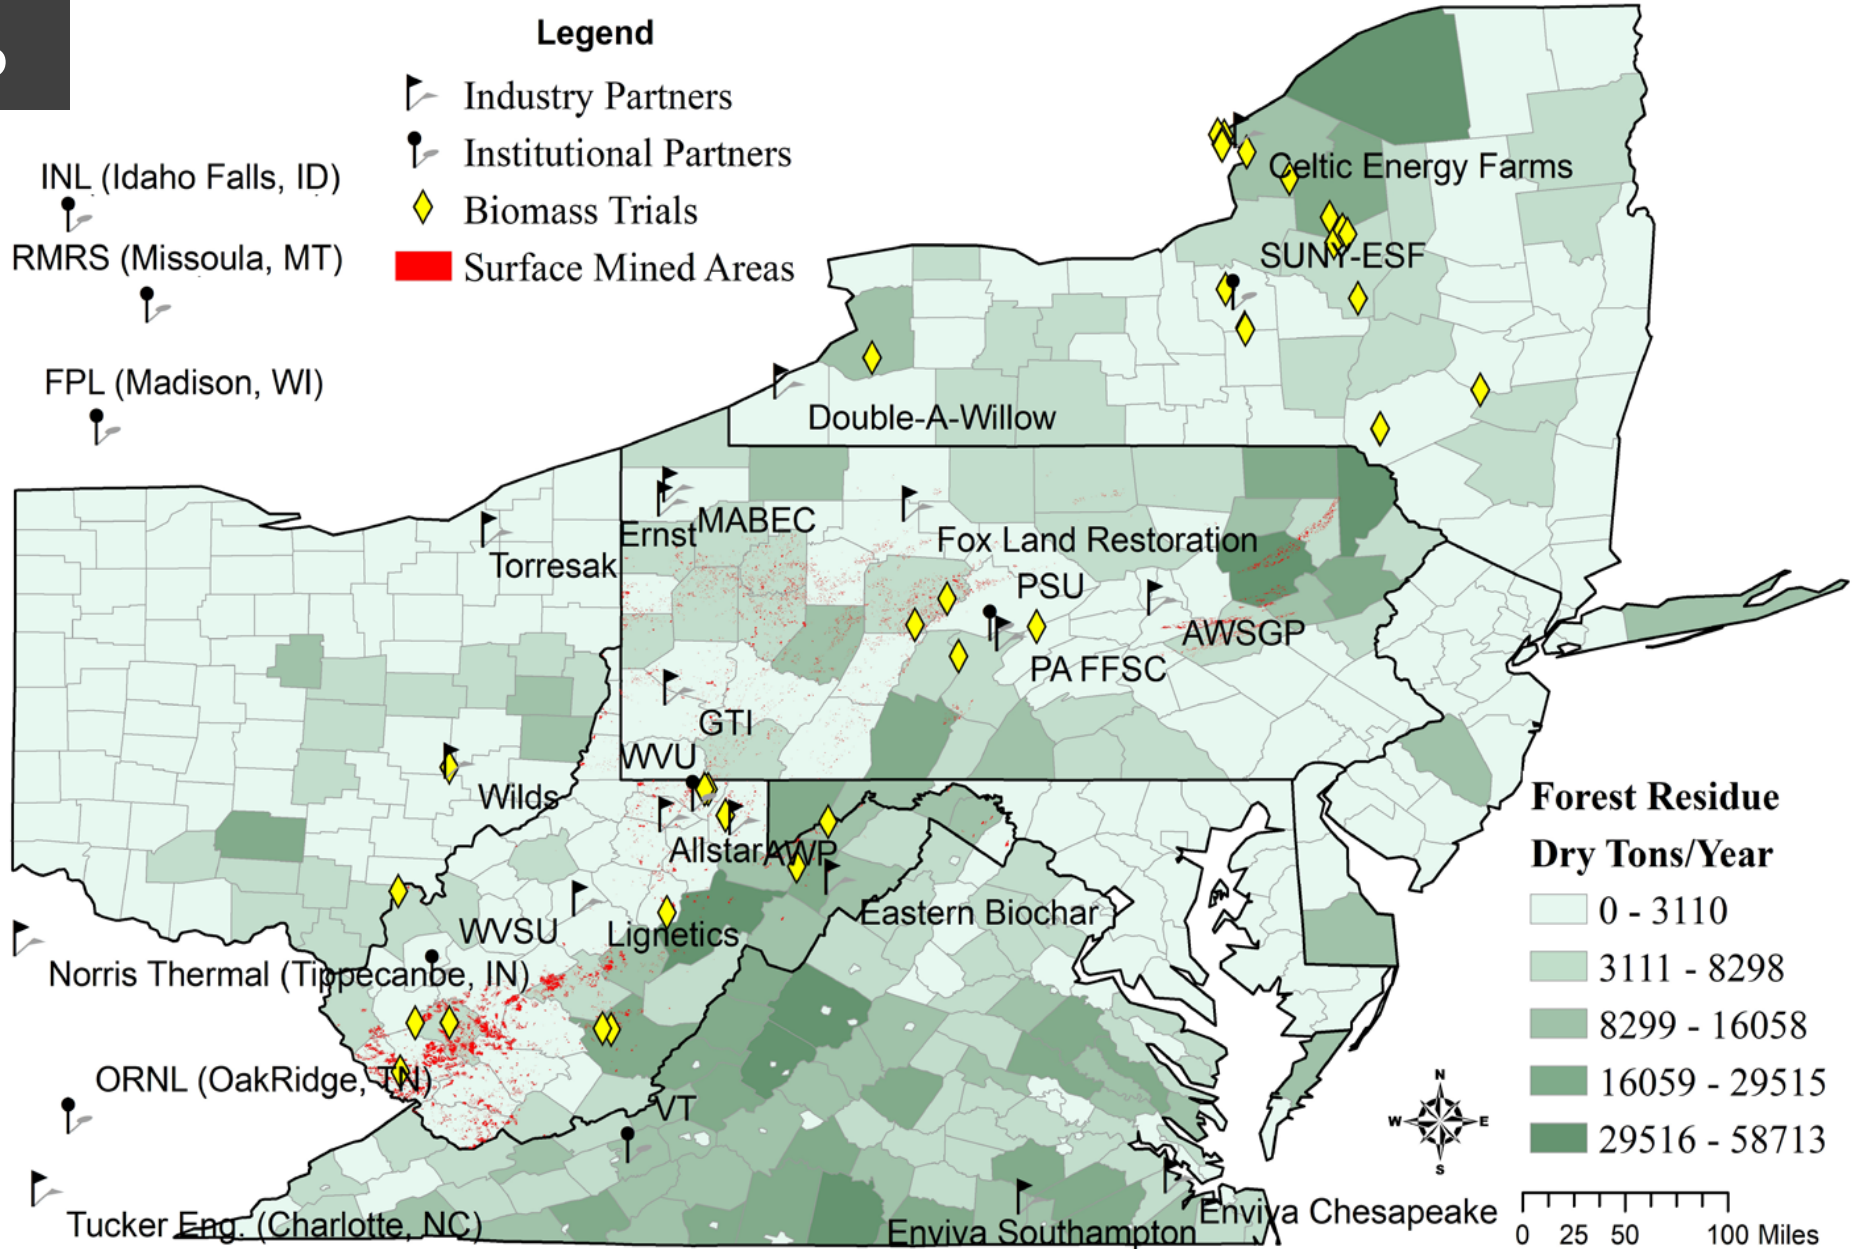 Legend
Industry Partners
Institutional Partners
Biomass Trials
Surface Mined Areas
INL (Idaho Falls, ID)
RMRS (Missoula, MT)
FPL (Madison, WI)
Celtic Energy Farms
SUNY-ESF
Double-A-Willow
Ernst
MABEC
Torresak
Fox Land Restoration
PSU
AWSGP
PA FFSC
GTI
WVU
Wilds
Allstar
AWP
Eastern Biochar
WVSU
Lignetics
Norris Thermal (Tippecanoe, IN)
ORNL (OakRidge, TN)
VT
Tucker Eng. (Charlotte, NC)
Enviva Southampton
Enviva Chesapeake
Forest Residue
Dry Tons/Year
0 - 3110
3111 - 8298
8299 - 16058
16059 - 29515
29516 - 58713
N
W
E
S
0 25 50 100 Miles